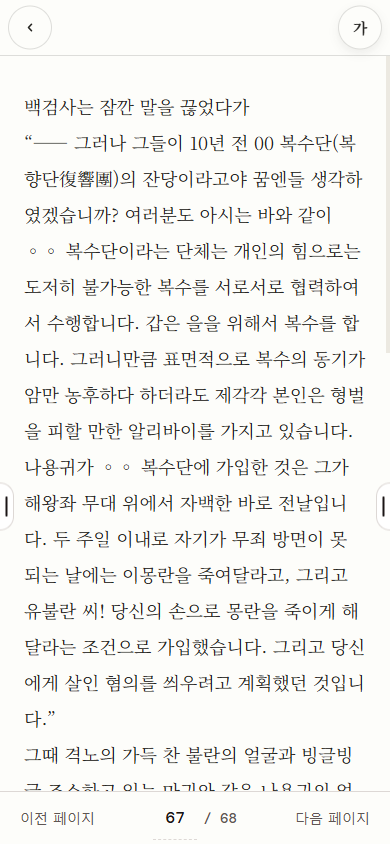 가
백검사는 잠깐 말을 끊었다가
“―― 그러나 그들이 10년 전 00 복수단(복
향단復響團)의 잔당이라고야 꿈엔들 생각하
였겠습니까? 여러분도 아시는 바와 같이
◦◦ 복수단이라는 단체는 개인의 힘으로는
도저히 불가능한 복수를 서로서로 협력하여
서 수행합니다. 갑은 을을 위해서 복수를 합
니다. 그러니만큼 표면적으로 복수의 동기가
암만 농후하다 하더라도 제각각 본인은 형벌
을 피할 만한 알리바이를 가지고 있습니다.
나용귀가 ◦◦ 복수단에 가입한 것은 그가
해왕좌 무대 위에서 자백한 바로 전날입니
다. 두 주일 이내로 자기가 무죄 방면이 못
되는 날에는 이몽란을 죽여달라고, 그리고
유불란 씨! 당신의 손으로 몽란을 죽이게 해
달라는 조건으로 가입했습니다. 그리고 당신
에게 살인 혐의를 씌우려고 계획했던 것입니
다.”
그때 격노의 가득 찬 불란의 얼굴과 빙글빙
이전 페이지
67 / 68
다음 페이지